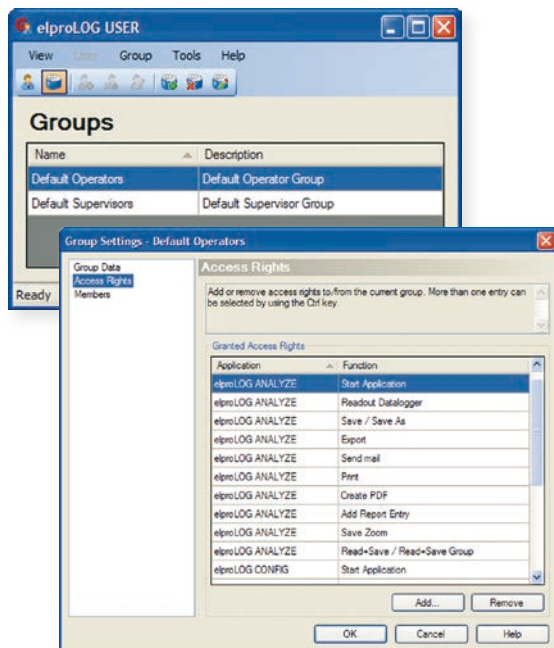 elproLOG USER
View User Group Tools Help
Groups
Name Description
Default Operators Default Operator Group
Default Supervisors Default Supervisor Group
Ready
Group Settings - Default Operators
Group Data
Access Rights
Members
Access Rights
Add or remove access rights to/from the current group. More than one entry can
be selected by using the Ctrl key.
Granted Access Rights
Application Function
elproLOG ANALYZE Start Application
elproLOG ANALYZE Readout Datalogger
elproLOG ANALYZE Save / Save As
elproLOG ANALYZE Export
elproLOG ANALYZE Send mail
elproLOG ANALYZE Print
elproLOG ANALYZE Create PDF
elproLOG ANALYZE Add Report Entry
elproLOG ANALYZE Save Zoom
elproLOG ANALYZE Read+Save / Read+Save Group
elproLOG CONFIG Start Application
Add... Remove
OK Cancel Help